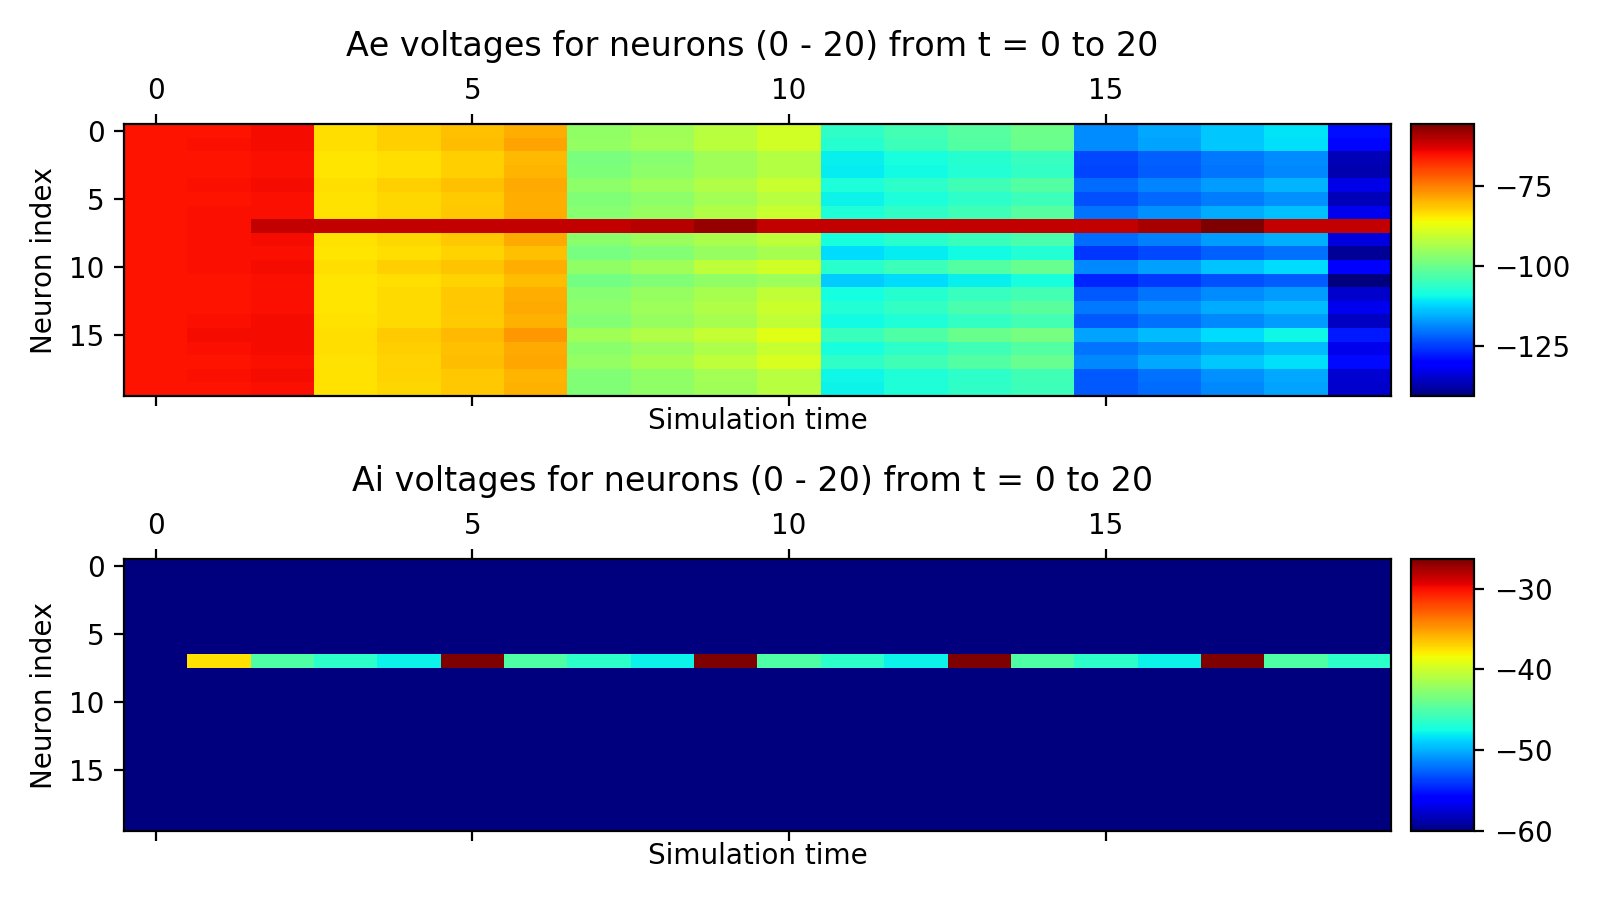 Ae voltages for neurons (0 - 20) from t = 0 to 20
0 5 10 15
Neuron index
0
5
10
15
−75
−100
−125
Simulation time
Ai voltages for neurons (0 - 20) from t = 0 to 20
0 5 10 15
Neuron index
0
5
10
15
−30
−40
−50
−60
Simulation time